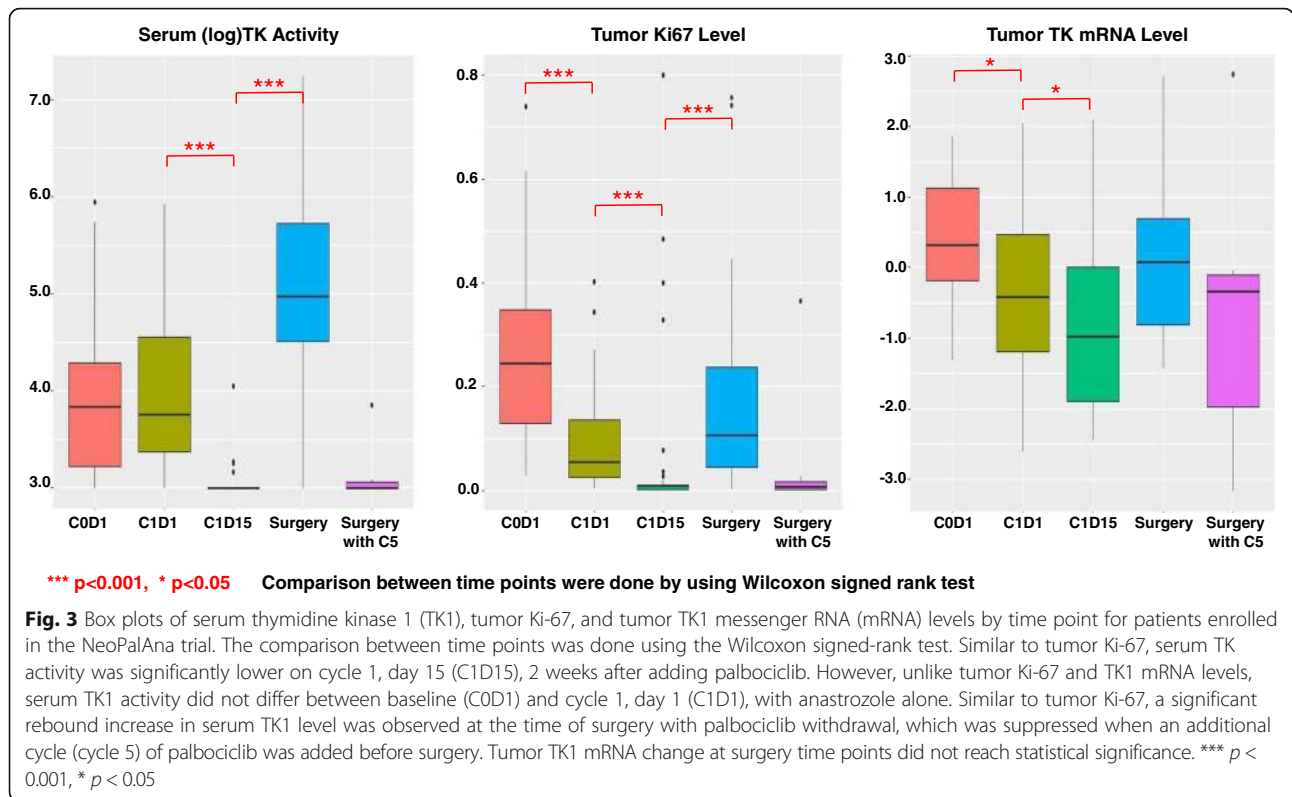 Serum (log)TK Activity
Tumor Ki67 Level
Tumor TK mRNA Level
7.0
6.0
5.0
4.0
3.0
***
***
C0D1
C1D1
C1D15
Surgery
Surgery
with C5
0.8
0.6
0.4
0.2
0.0
***
***
***
C0D1
C1D1
C1D15
Surgery
Surgery
with C5
3.0
2.0
1.0
0.0
-1.0
-2.0
-3.0
*
*
C0D1
C1D1
C1D15
Surgery
Surgery
with C5
*** p<0.001, * p<0.05 Comparison between time points were done by using Wilcoxon signed rank test
Fig. 3 Box plots of serum thymidine kinase 1 (TK1), tumor Ki-67, and tumor TK1 messenger RNA (mRNA) levels by time point for patients enrolled
in the NeoPalAna trial. The comparison between time points was done using the Wilcoxon signed-rank test. Similar to tumor Ki-67, serum TK
activity was significantly lower on cycle 1, day 15 (C1D15), 2 weeks after adding palbociclib. However, unlike tumor Ki-67 and TK1 mRNA levels,
serum TK1 activity did not differ between baseline (C0D1) and cycle 1, day 1 (C1D1), with anastrozole alone. Similar to tumor Ki-67, a significant
rebound increase in serum TK1 level was observed at the time of surgery with palbociclib withdrawal, which was suppressed when an additional
cycle (cycle 5) of palbociclib was added before surgery. Tumor TK1 mRNA change at surgery time points did not reach statistical significance. *** p <
0.001, * p < 0.05